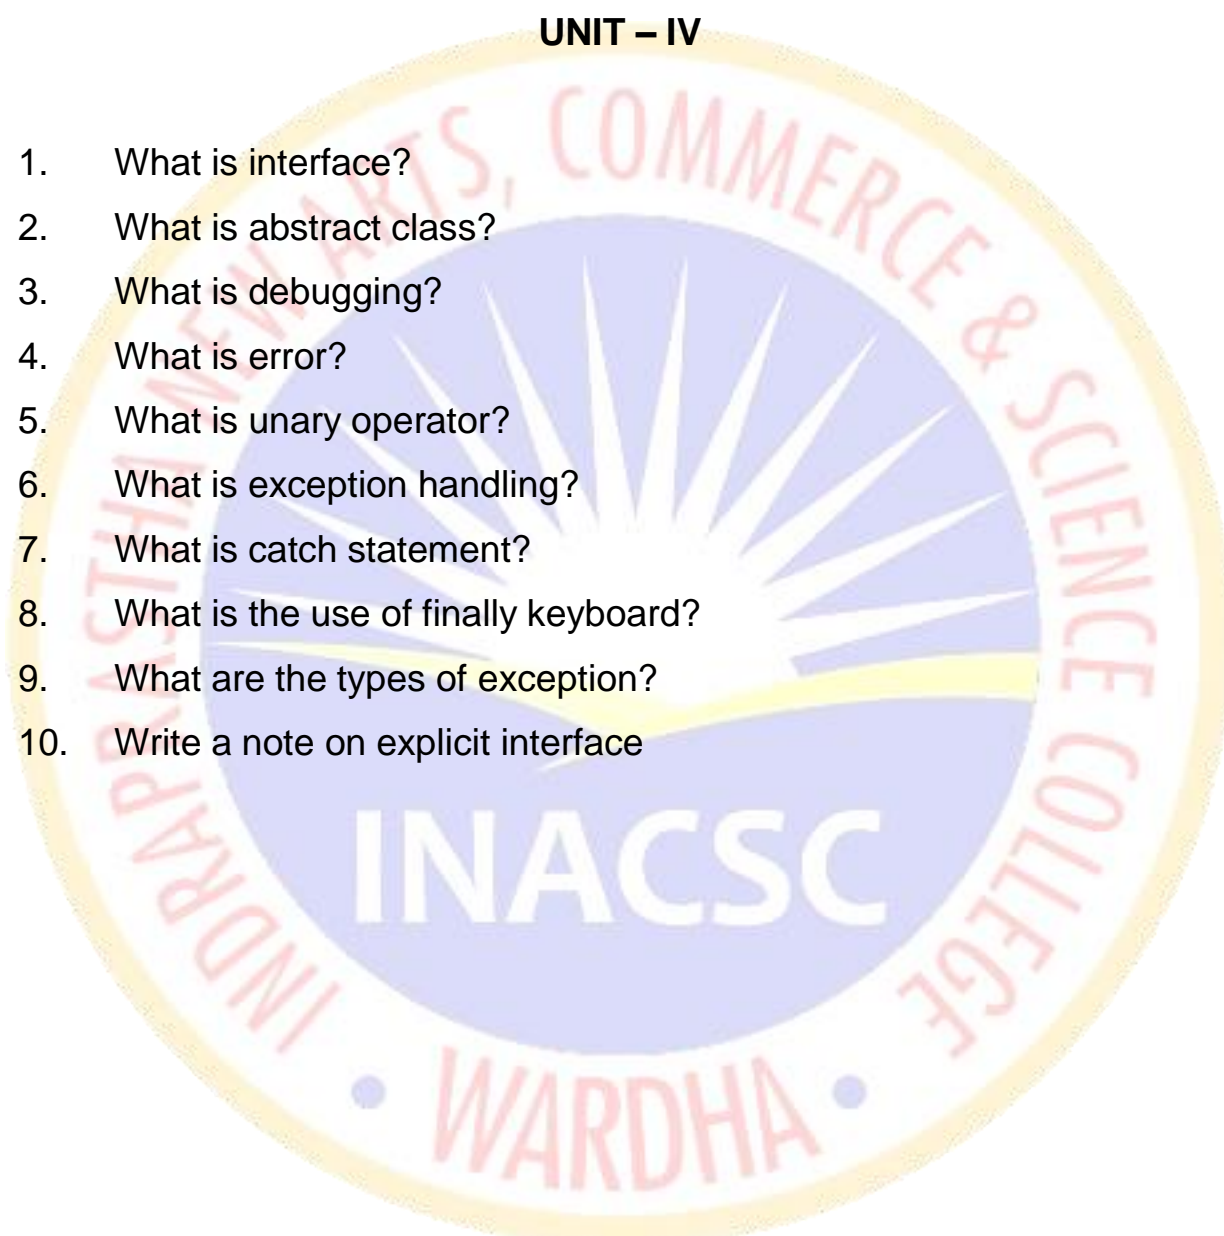 UNIT – IV
1. What is interface?
2. What is abstract class?
3. What is debugging?
4. What is error?
5. What is unary operator?
6. What is exception handling?
7. What is catch statement?
8. What is the use of finally keyboard?
9. What are the types of exception?
10. Write a note on explicit interface
INDRAPRASTHA NEW ARTS, COMMERCE & SCIENCE COLLEGE
INACSC
• WARDHA •